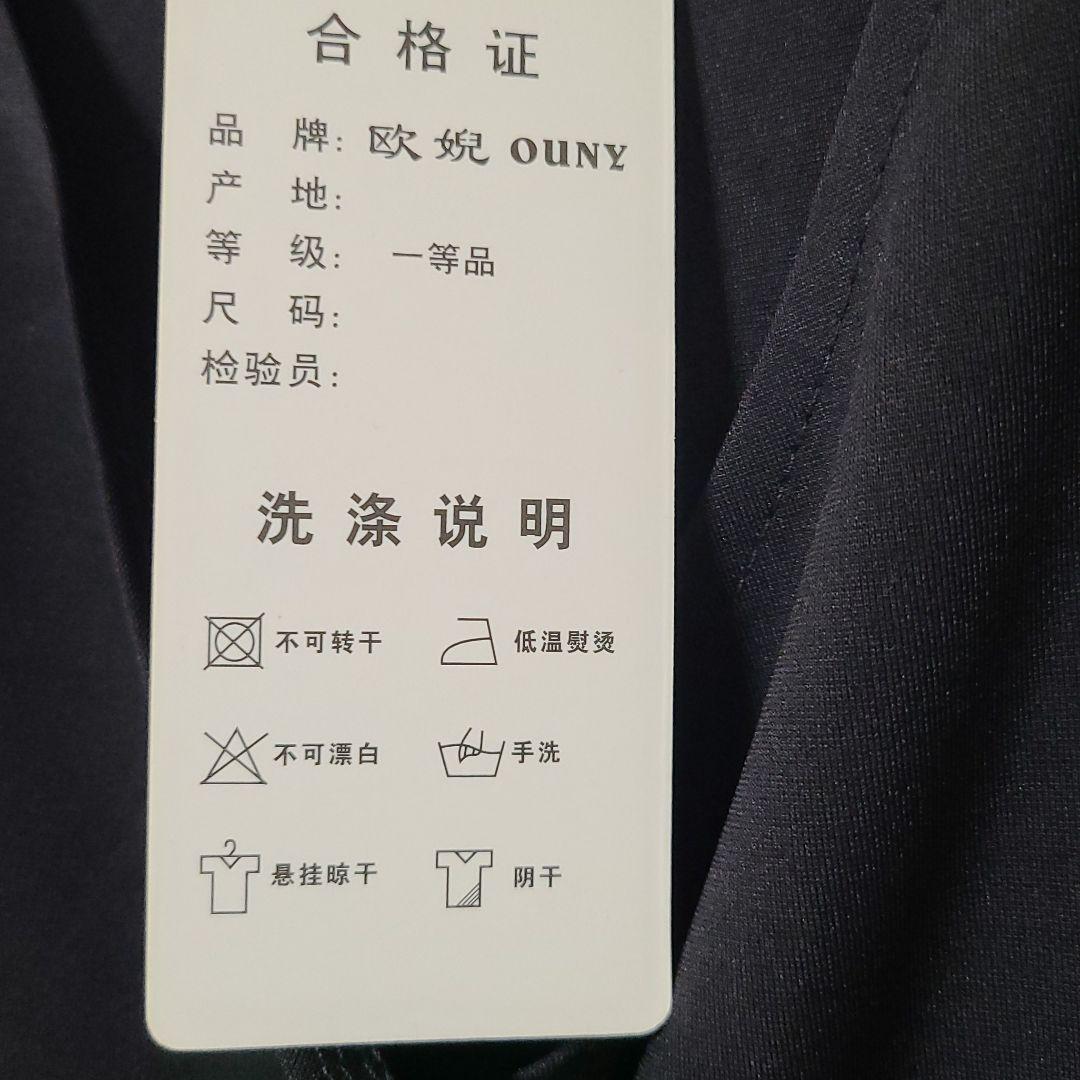 合格证
品 牌: 欧婗 OUNY
产 地:
等 级: 一等品
尺 码:
检验员:
洗涤说明
不可转干 低温熨烫
不可漂白 手洗
悬挂晾干 阴干